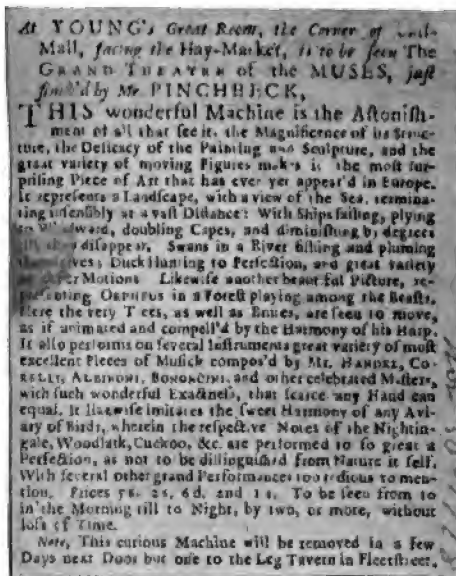 At YOUNG's Great Room, the Corner of
Mall, facing the Hay-Market, is to be seen The
GRAND THEATRE of the MUSES, just
finish'd by Mr. PINCHBECK,
THIS wonderful Machine is the Aſtoniſh-
ment of all that ſee it, the Magnificence of its Struc-
ture, the Delicacy of the Painting and Sculpture, and the
great variety of moving Figures makes it the moſt ſur-
priſing Piece of Art that has ever yet appear'd in Europe.
It repreſents a Landſcape, with a view of the Sea, termina-
ting inſenſibly at a vaſt Diſtance: With Ships ſailing, plying
to Windward, doubling Capes, and diminiſhing by degrees
till they diſappear. Swans in a River fiſhing and pluming
themſelves; Duck Hunting to Perfection, and great variety
of other Motions. Likewiſe another beautiful Picture, re-
preſenting ORPHEUS in a Foreſt playing among the Beaſts,
Here the very Trees, as well as Brutes, are ſeen to move,
as if animated and compell'd by the Harmony of his Harp.
It alſo performs on ſeveral Inſtruments great variety of moſt
excellent Pieces of Muſick compos'd by Mr. HANDEL, CO-
RELLI, ALBINONI, BONONCINI, and other celebrated Maſters,
with ſuch wonderful Exactneſs, that ſcarce any Hand can
equal. It likewiſe imitates the ſweet Harmony of any Avi-
ary of Birds, wherein the reſpective Notes of the Nightin-
gale, Woodlark, Cuckoo, &c. are performed to ſo great a
Perfection, as not to be diſtinguiſhed from Nature it ſelf.
With ſeveral other grand Performances too tedious to men-
tion. Prices 5s. 2s. 6d. and 1s. To be ſeen from 10
in the Morning till 10 Night, by two, or more, without
loſs of Time.
Note, This curious Machine will be removed in a few
Days next Door but one to the Leg Tavern in Fleetſtreet.